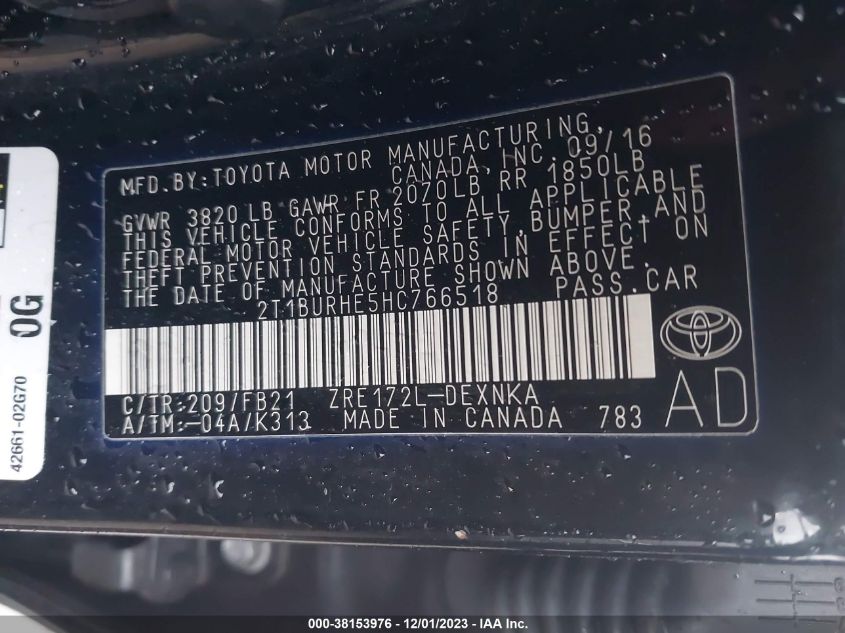 MFD.BY:TOYOTA MOTOR MANUFACTURING,
CANADA, INC. 09/16
GVWR 3820 LB GAWR FR 2070LB RR 1850LB
THIS VEHICLE CONFORMS TO ALL APPLICABLE
FEDERAL MOTOR VEHICLE SAFETY,BUMPER,AND
THEFT PREVENTION STANDARDS IN EFFECT ON
THE DATE OF MANUFACTURE SHOWN ABOVE.
2T1BURHE5HC766518 PASS.CAR
C/TR:209/FB21 ZRE172L-DEXNKA
A/TM:-04A/K313 MADE IN CANADA 783
AD
0G
42661-02G70
000-38153976 - 12/01/2023 - IAA Inc.